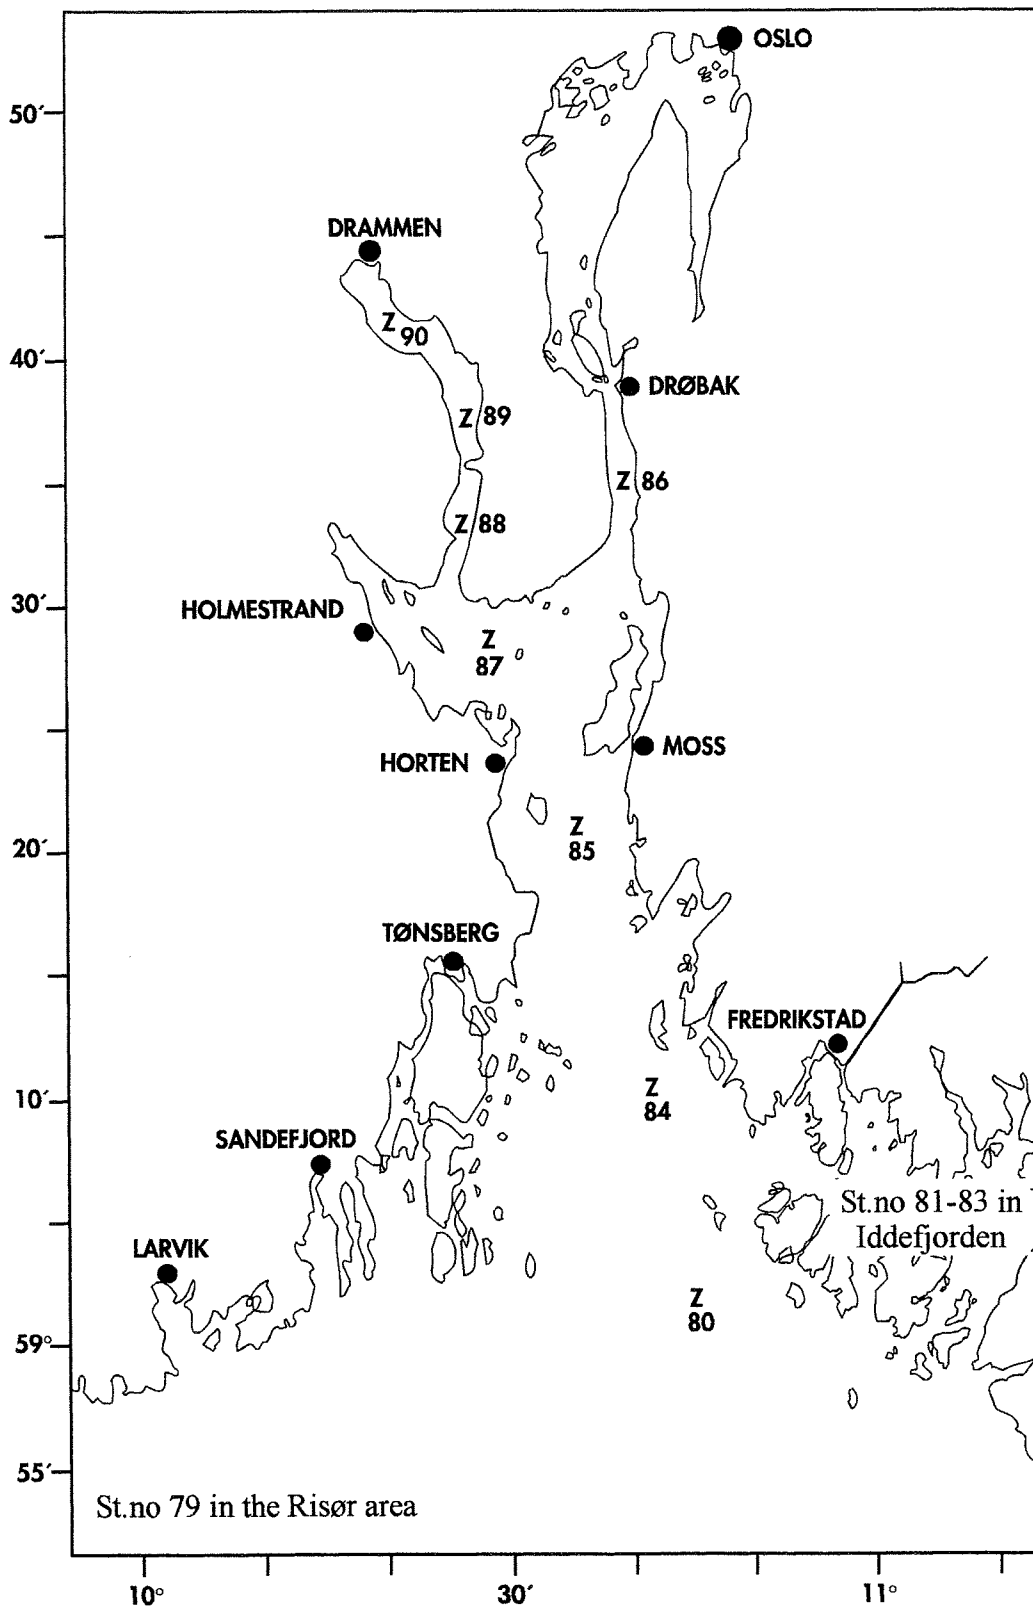 OSLO
50′
DRAMMEN
Z 90
40′
DRØBAK
Z 89
Z 86
Z 88
30′
HOLMESTRAND
Z
87
MOSS
HORTEN
Z
85
20′
TØNSBERG
FREDRIKSTAD
Z
84
10′
SANDEFJORD
St.no 81-83 in
Iddefjorden
LARVIK
Z
80
59°
55′
St.no 79 in the Risør area
10°
30′
11°